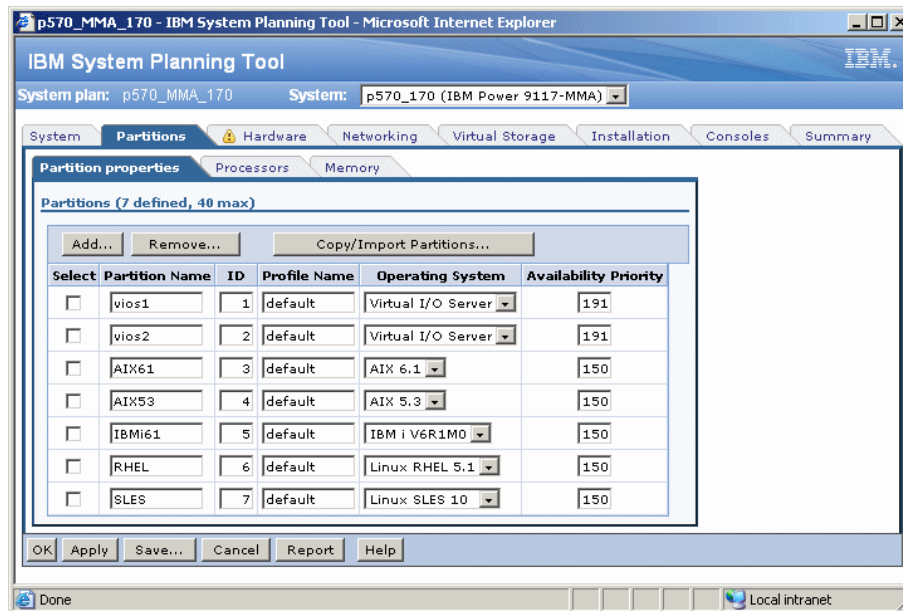 p570_MMA_170 - IBM System Planning Tool - Microsoft Internet Explorer
IBM System Planning Tool IBM.
System plan: p570_MMA_170 System: p570_170 (IBM Power 9117-MMA)
System Partitions Hardware Networking Virtual Storage Installation Consoles Summary
Partition properties Processors Memory
Partitions (7 defined, 40 max)
Add... Remove... Copy/Import Partitions...
Select Partition Name ID Profile Name Operating System Availability Priority
vios1 1 default Virtual I/O Server 191
vios2 2 default Virtual I/O Server 191
AIX61 3 default AIX 6.1 150
AIX53 4 default AIX 5.3 150
IBMi61 5 default IBM i V6R1M0 150
RHEL 6 default Linux RHEL 5.1 150
SLES 7 default Linux SLES 10 150
OK Apply Save... Cancel Report Help
Done Local intranet